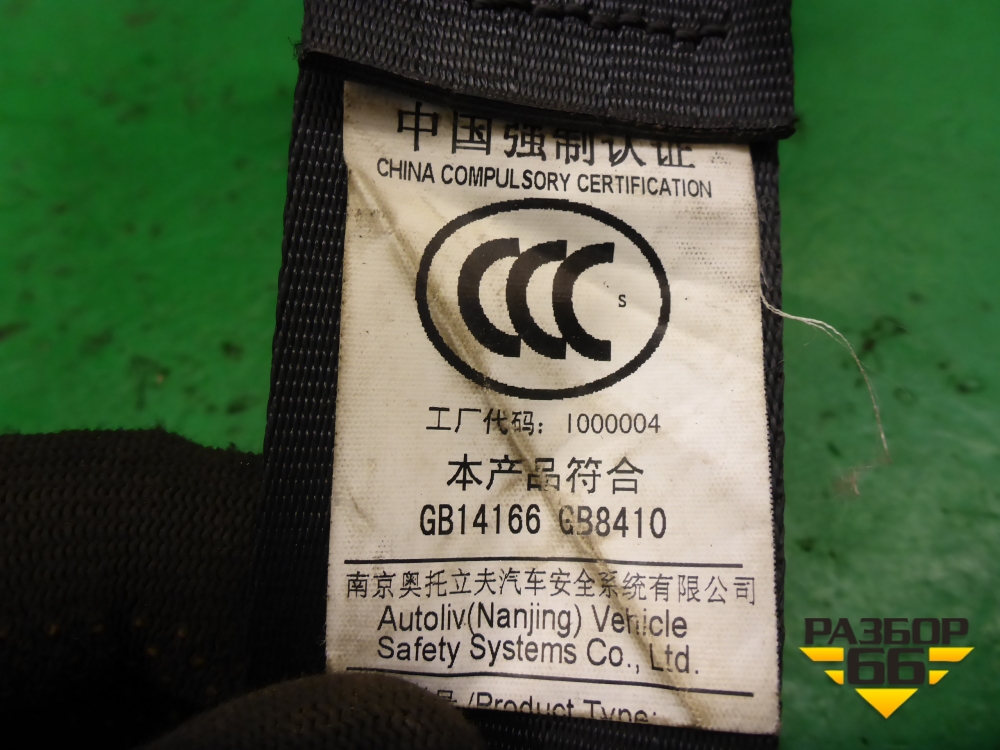 中国强制认证
CHINA COMPULSORY CERTIFICATION
CCC S
工厂代码: 1000004
本产品符合
GB14166 GB8410
南京奥托立夫汽车安全系统有限公司
Autoliv(Nanjing) Vehicle
Safety Systems Co., Ltd.
号/Product Type:
РАЗБОР
66